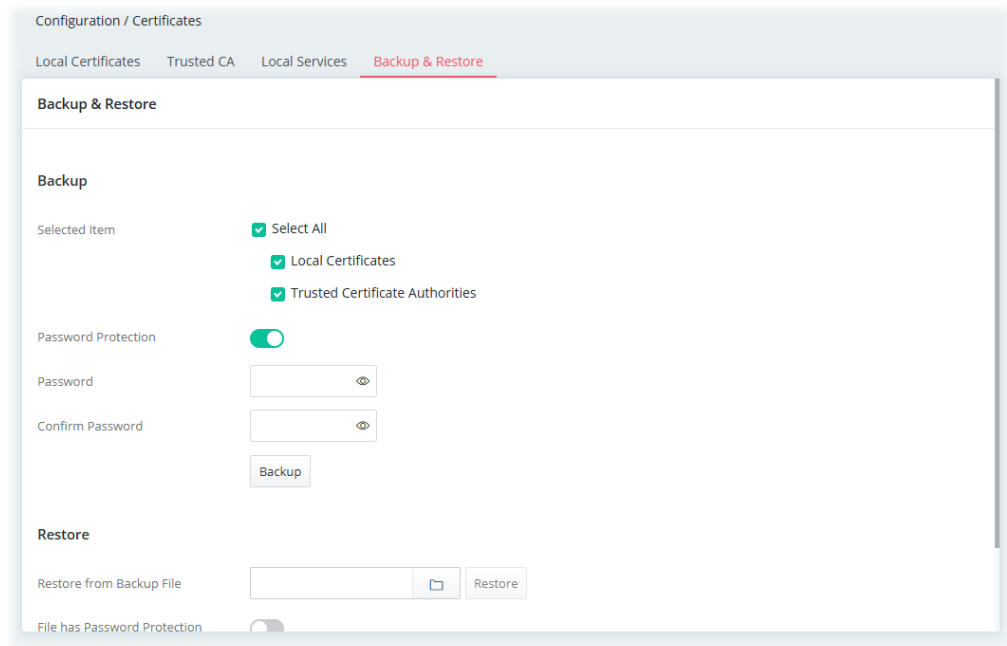 Configuration / Certificates
Local Certificates Trusted CA Local Services Backup & Restore
Backup & Restore
Backup
Selected Item Select All
Local Certificates
Trusted Certificate Authorities
Password Protection
Password
Confirm Password
Backup
Restore
Restore from Backup File Restore
File has Password Protection